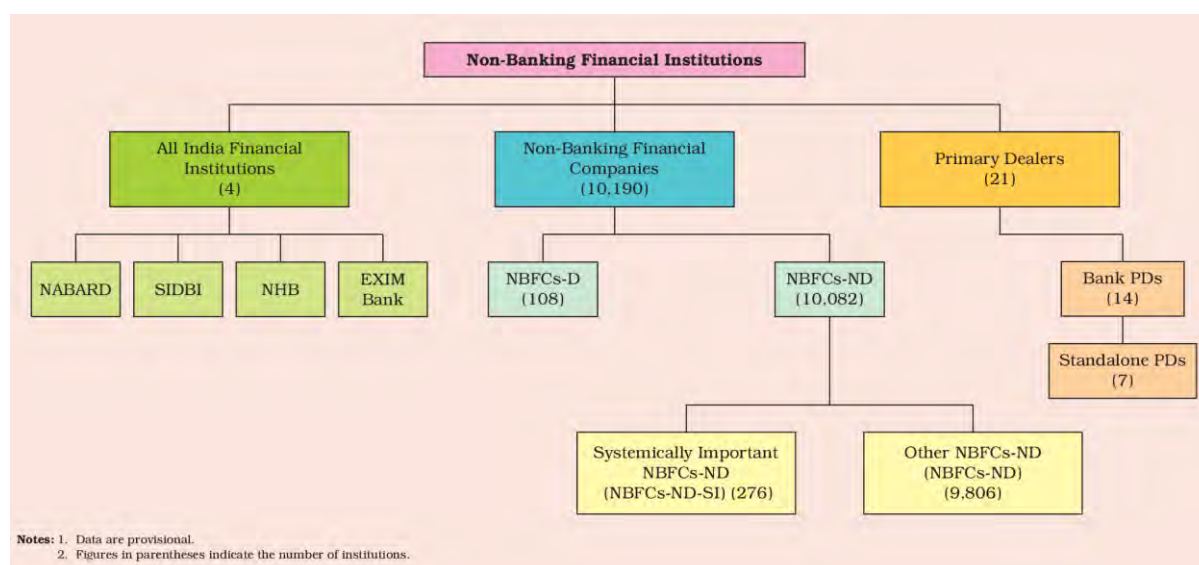 Non-Banking Financial Institutions
All India Financial
Institutions
(4)
Non-Banking Financial
Companies
(10,190)
Primary Dealers
(21)
NABARD
SIDBI
NHB
EXIM
Bank
NBFCs-D
(108)
NBFCs-ND
(10,082)
Bank PDs
(14)
Standalone PDs
(7)
Systemically Important
NBFCs-ND
(NBFCs-ND-SI) (276)
Other NBFCs-ND
(NBFCs-ND)
(9,806)
Notes: 1. Data are provisional.
2. Figures in parentheses indicate the number of institutions.